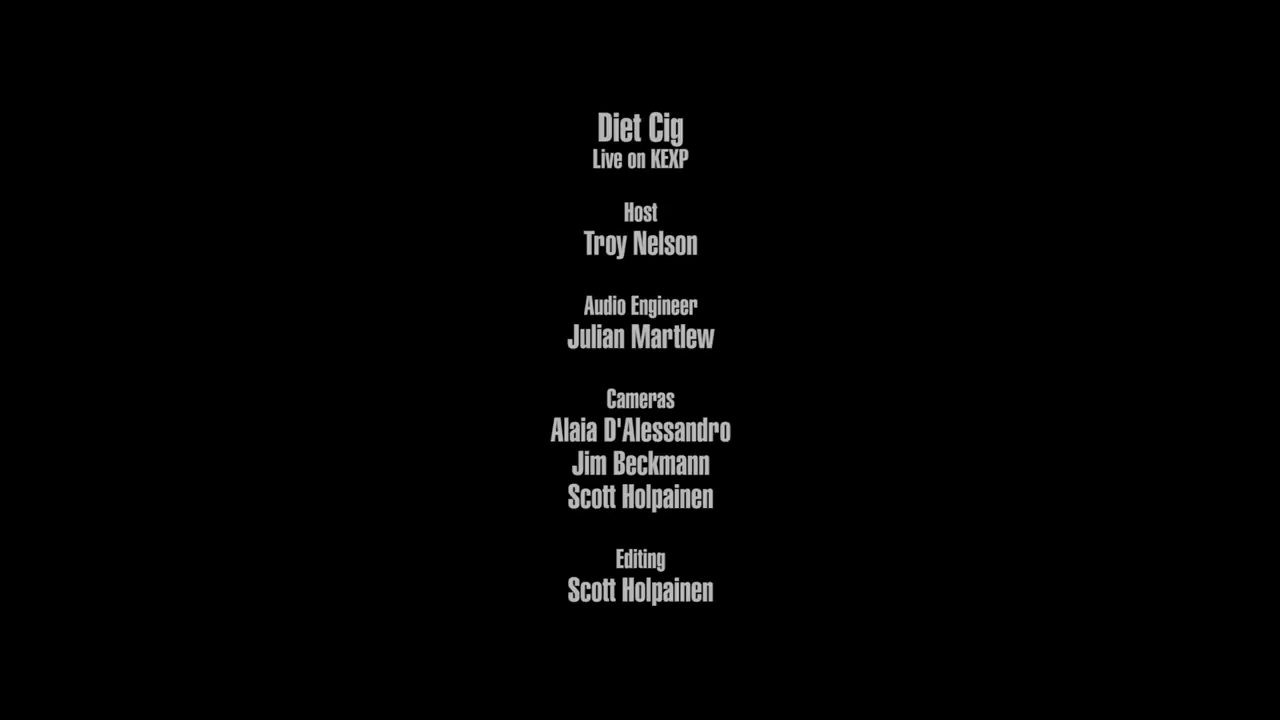 Diet Cig
Live on KEXP
Host
Troy Nelson
Audio Engineer
Julian Martlew
Cameras
Alaia D'Alessandro
Jim Beckmann
Scott Holpainen
Editing
Scott Holpainen